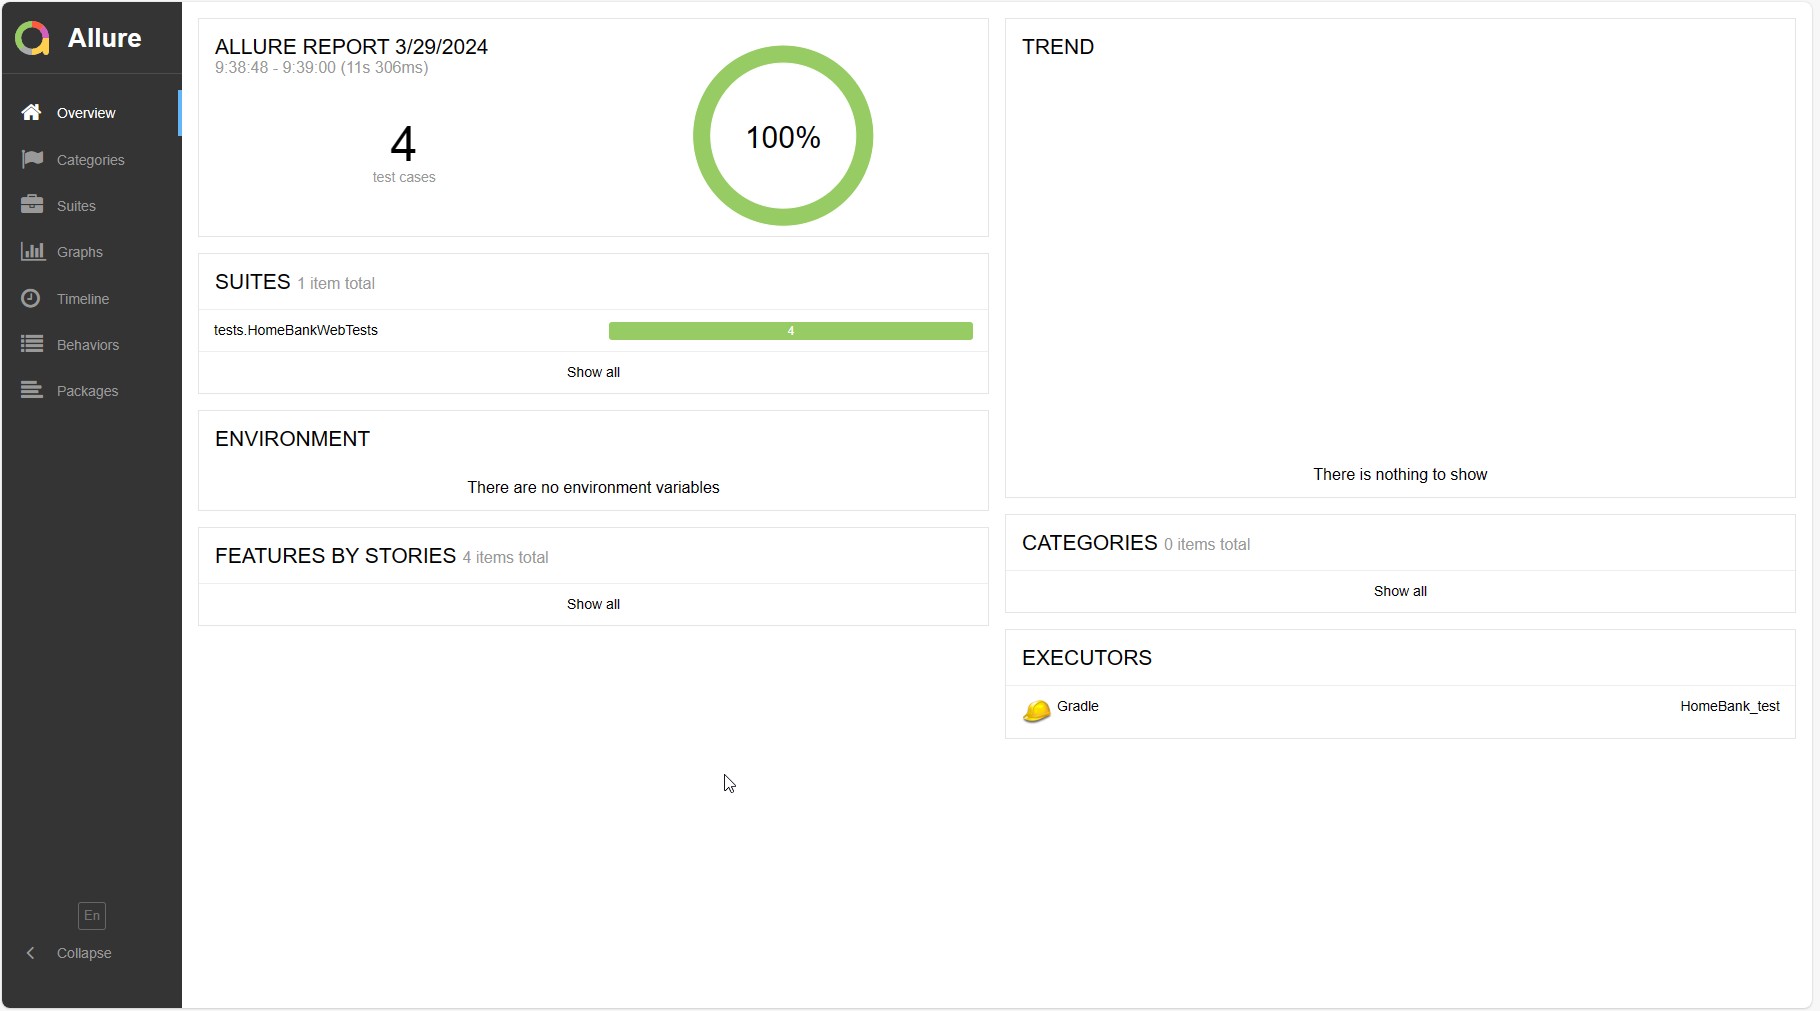 Allure
Overview
Categories
Suites
Graphs
Timeline
Behaviors
Packages
En
Collapse
ALLURE REPORT 3/29/2024
9:38:48 - 9:39:00 (11s 306ms)
4
test cases
100%
SUITES 1 item total
tests.HomeBankWebTests 4
Show all
ENVIRONMENT
There are no environment variables
FEATURES BY STORIES 4 items total
Show all
TREND
There is nothing to show
CATEGORIES 0 items total
Show all
EXECUTORS
Gradle HomeBank_test